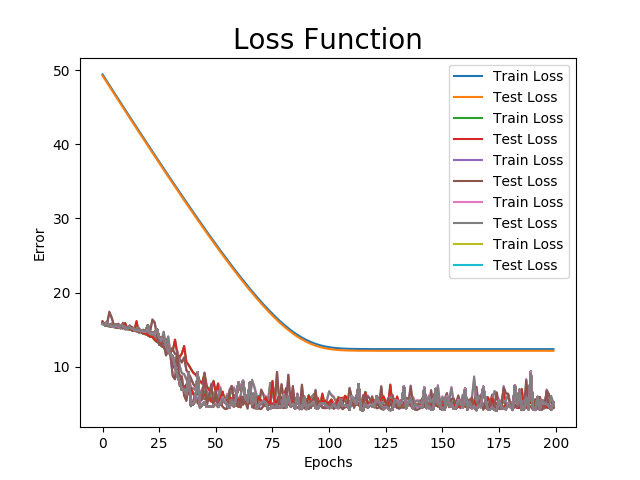 Loss Function
50
40
30
20
10
Error
0
25
50
75
100
125
150
175
200
Epochs
Train Loss
Test Loss
Train Loss
Test Loss
Train Loss
Test Loss
Train Loss
Test Loss
Train Loss
Test Loss